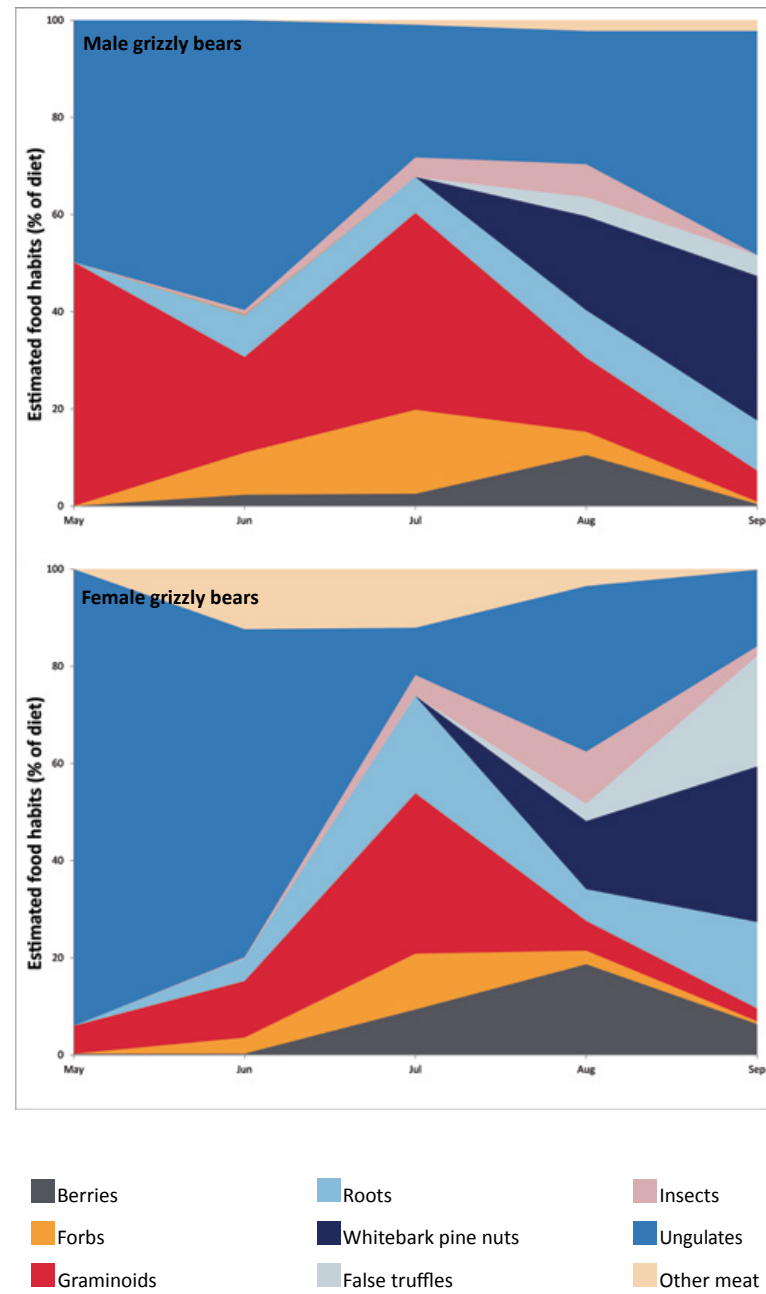 Male grizzly bears
Estimated food habits (% of diet)
100
80
60
40
20
0
May Jun Jul Aug Sep
Female grizzly bears
Estimated food habits (% of diet)
100
80
60
40
20
0
May Jun Jul Aug Sep
Berries Roots Insects
Forbs Whitebark pine nuts Ungulates
Graminoids False truffles Other meat